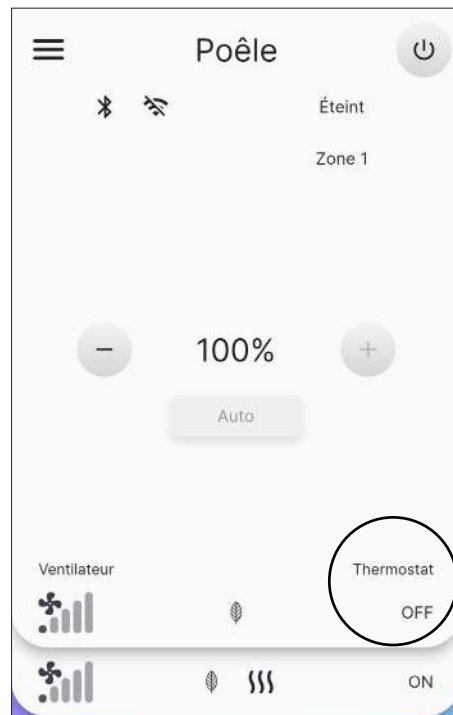 Poêle
Éteint
Zone 1
100%
Auto
Ventilateur
Thermostat
OFF
ON